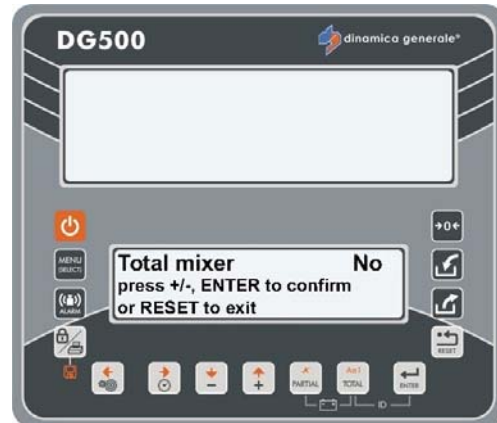 DG500
dinamica generale®
→0←
MENU
(SELECT)
Total mixer No
press +/-, ENTER to confirm
or RESET to exit
ALARM
RESET
- + PARTIAL TOTAL ENTER
ID